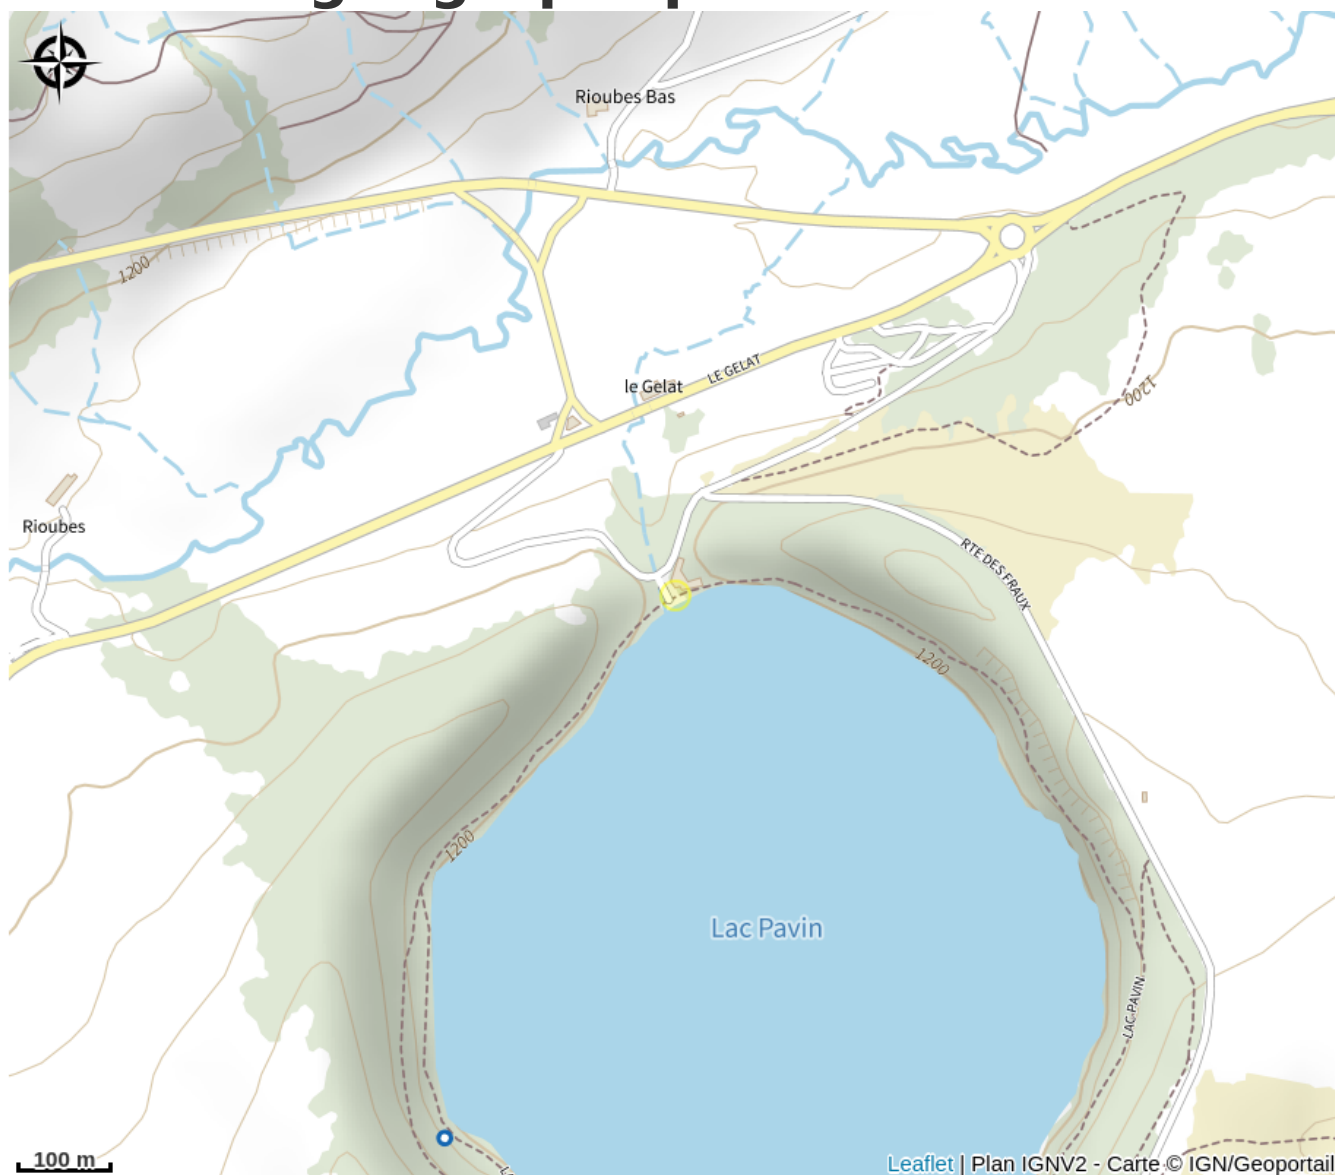 Rioubes Bas
1200
le Gelat
LE GELAT
1200
Rioubes
RTE DES FRAUX
1200
1200
Lac Pavin
LAC PAVIN
100 m
Leaflet | Plan IGNV2 - Carte © IGN/Geoportail